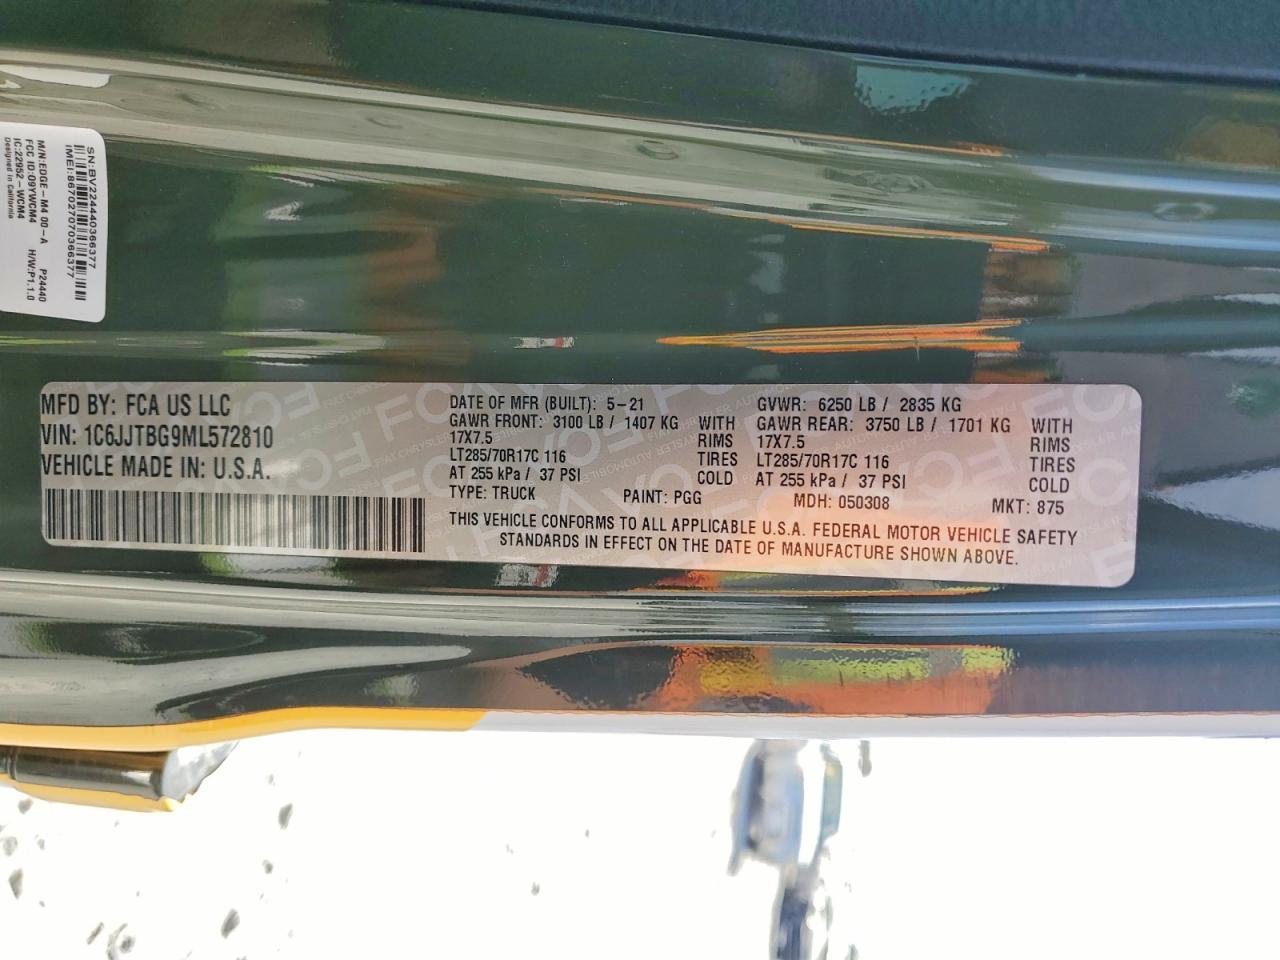 SN:BV224440366377
IMEI:867027070366377
M/N:EDGE-M4 00-A P24440
FCC ID:O9YWCM4 H/W:P1.1.0
IC:22952-WCM4
Designed in California
MFD BY: FCA US LLC
VIN: 1C6JJTBG9ML572810
VEHICLE MADE IN: U.S.A.
DATE OF MFR (BUILT): 5-21 GVWR: 6250 LB / 2835 KG
GAWR FRONT: 3100 LB / 1407 KG WITH GAWR REAR: 3750 LB / 1701 KG WITH
17X7.5 RIMS 17X7.5 RIMS
LT285/70R17C 116 TIRES LT285/70R17C 116 TIRES
AT 255 kPa / 37 PSI COLD AT 255 kPa / 37 PSI COLD
TYPE: TRUCK PAINT: PGG MDH: 050308 MKT: 875
THIS VEHICLE CONFORMS TO ALL APPLICABLE U.S.A. FEDERAL MOTOR VEHICLE SAFETY
STANDARDS IN EFFECT ON THE DATE OF MANUFACTURE SHOWN ABOVE.